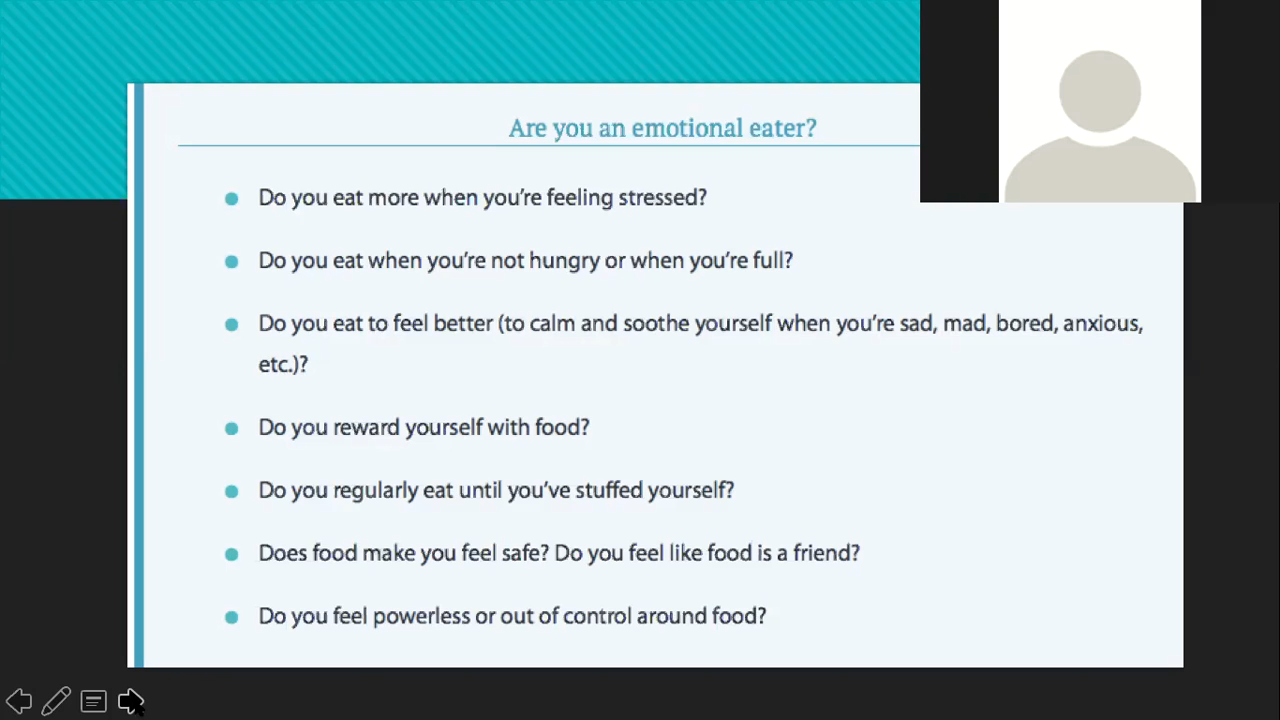 Are you an emotional eater?
Do you eat more when you’re feeling stressed?
Do you eat when you’re not hungry or when you’re full?
Do you eat to feel better (to calm and soothe yourself when you’re sad, mad, bored, anxious,
etc.)?
Do you reward yourself with food?
Do you regularly eat until you’ve stuffed yourself?
Does food make you feel safe? Do you feel like food is a friend?
Do you feel powerless or out of control around food?